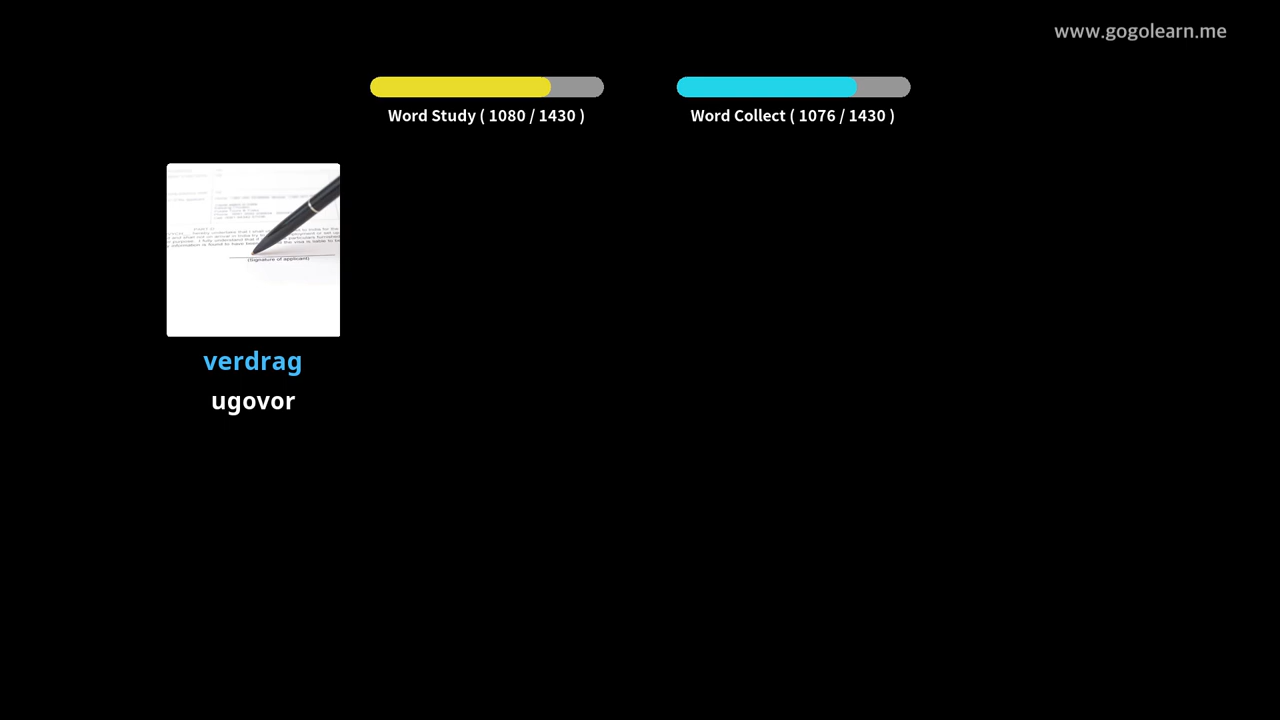 www.gogolearn.me
Word Study ( 1080 / 1430 )
Word Collect ( 1076 / 1430 )
(Signature of applicant)
verdrag
ugovor